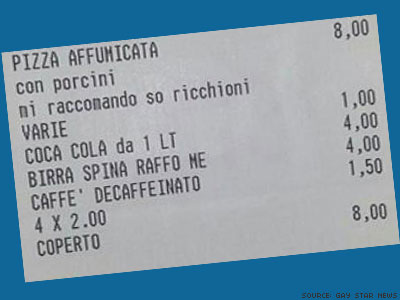 PIZZA AFFUMICATA 8,00
con porcini
mi raccomando so ricchioni
VARIE 1,00
COCA COLA da 1 LT 4,00
BIRRA SPINA RAFFO ME 4,00
CAFFE' DECAFFEINATO 1,50
4 X 2.00
COPERTO 8,00
SOURCE: GAY STAR NEWS